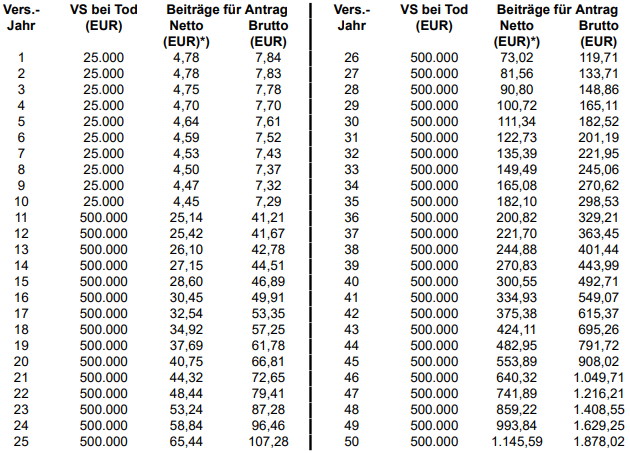 Vers.- VS bei Tod Beiträge für Antrag Vers.- VS bei Tod Beiträge für Antrag
Jahr (EUR) Netto Brutto Jahr (EUR) Netto Brutto
(EUR)*) (EUR) (EUR)*) (EUR)
1 25.000 4,78 7,84 26 500.000 73,02 119,71
2 25.000 4,78 7,83 27 500.000 81,56 133,71
3 25.000 4,75 7,78 28 500.000 90,80 148,86
4 25.000 4,70 7,70 29 500.000 100,72 165,11
5 25.000 4,64 7,61 30 500.000 111,34 182,52
6 25.000 4,59 7,52 31 500.000 122,73 201,19
7 25.000 4,53 7,43 32 500.000 135,39 221,95
8 25.000 4,50 7,37 33 500.000 149,49 245,06
9 25.000 4,47 7,32 34 500.000 165,08 270,62
10 25.000 4,45 7,29 35 500.000 182,10 298,53
11 500.000 25,14 41,21 36 500.000 200,82 329,21
12 500.000 25,42 41,67 37 500.000 221,70 363,45
13 500.000 26,10 42,78 38 500.000 244,88 401,44
14 500.000 27,15 44,51 39 500.000 270,83 443,99
15 500.000 28,60 46,89 40 500.000 300,55 492,71
16 500.000 30,45 49,91 41 500.000 334,93 549,07
17 500.000 32,54 53,35 42 500.000 375,38 615,37
18 500.000 34,92 57,25 43 500.000 424,11 695,26
19 500.000 37,69 61,78 44 500.000 482,95 791,72
20 500.000 40,75 66,81 45 500.000 553,89 908,02
21 500.000 44,32 72,65 46 500.000 640,32 1.049,71
22 500.000 48,44 79,41 47 500.000 741,89 1.216,21
23 500.000 53,24 87,28 48 500.000 859,22 1.408,55
24 500.000 58,84 96,46 49 500.000 993,84 1.629,25
25 500.000 65,44 107,28 50 500.000 1.145,59 1.878,02